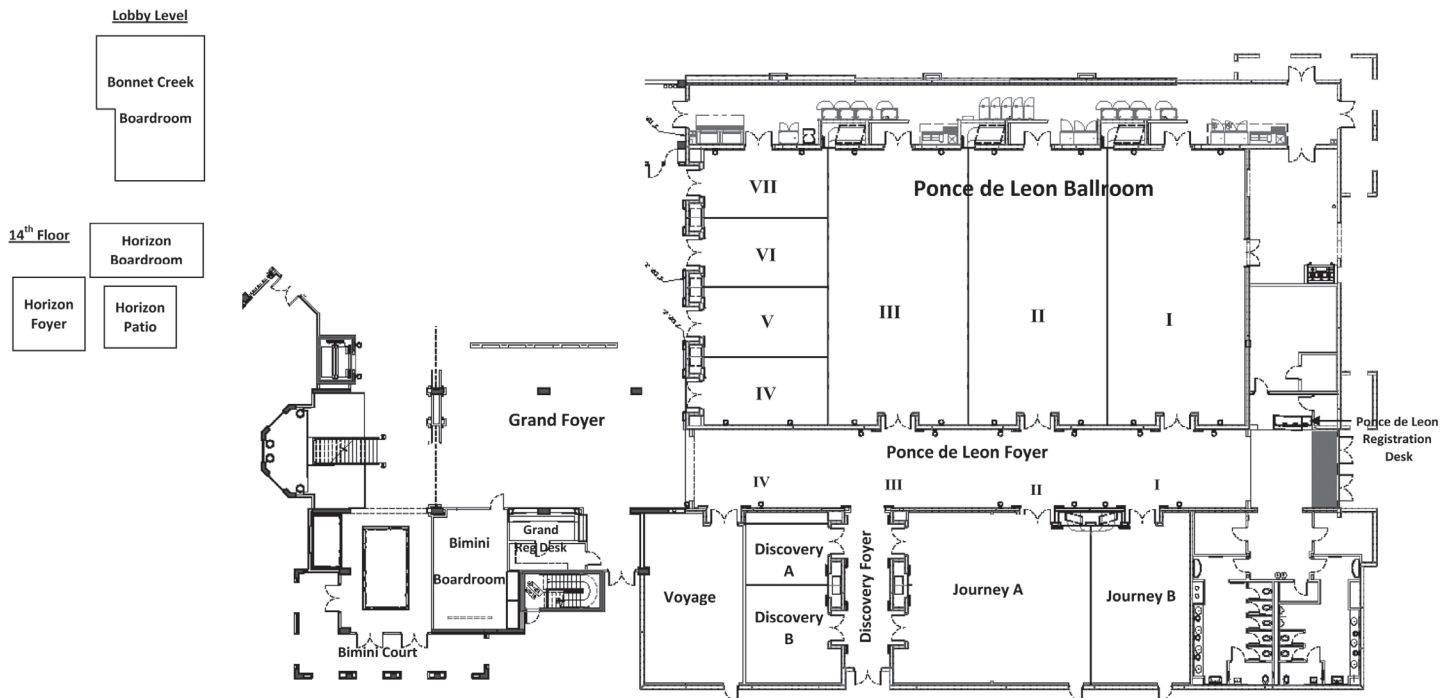 Lobby Level
Bonnet Creek
Boardroom
14th Floor
Horizon
Boardroom
Horizon
Foyer
Horizon
Patio
Ponce de Leon Ballroom
VII
VI
V
IV
III
II
I
Grand Foyer
Ponce de Leon Foyer
IV
III
II
I
Ponce de Leon
Registration
Desk
Bimini
Boardroom
Grand
Reg Desk
Bimini Court
Voyage
Discovery
A
Discovery
B
Discovery Foyer
Journey A
Journey B